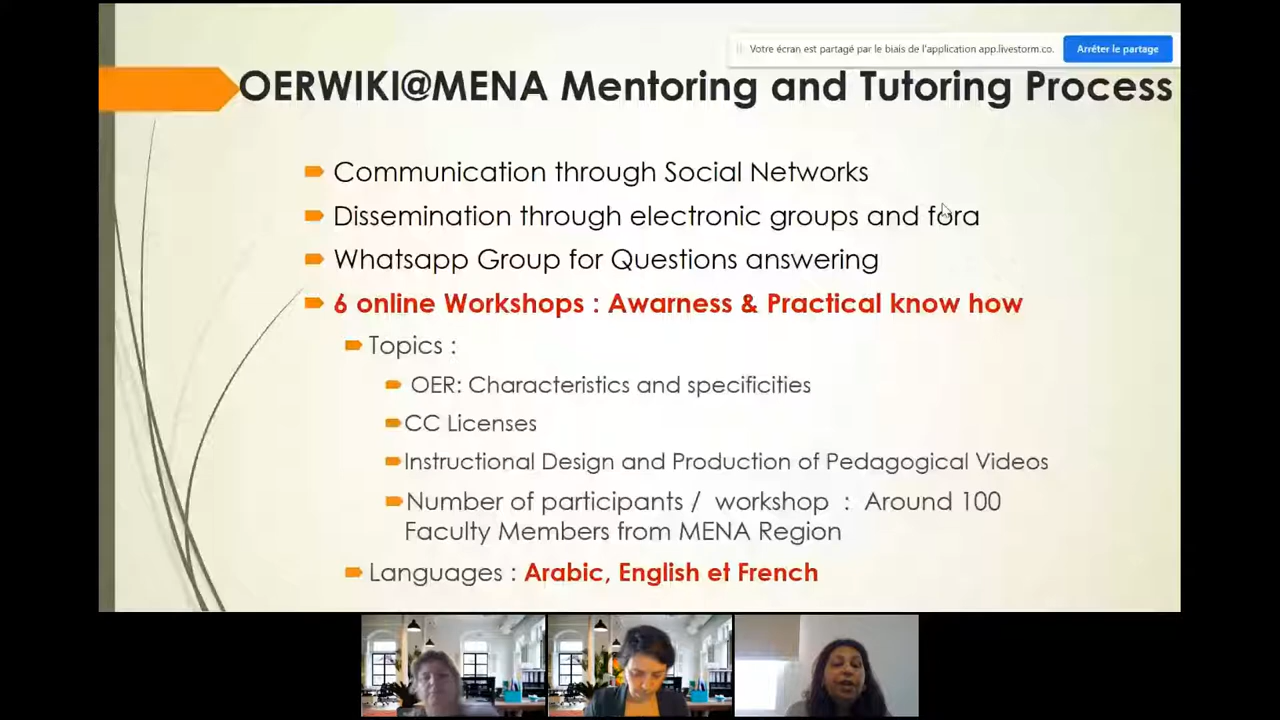 Votre écran est partagé par le biais de l'application app.livestorm.co.
Arrêter le partage
OERWIKI@MENA Mentoring and Tutoring Process
Communication through Social Networks
Dissemination through electronic groups and fora
Whatsapp Group for Questions answering
6 online Workshops : Awarness & Practical know how
Topics :
OER: Characteristics and specificities
CC Licenses
Instructional Design and Production of Pedagogical Videos
Number of participants / workshop : Around 100
Faculty Members from MENA Region
Languages : Arabic, English et French